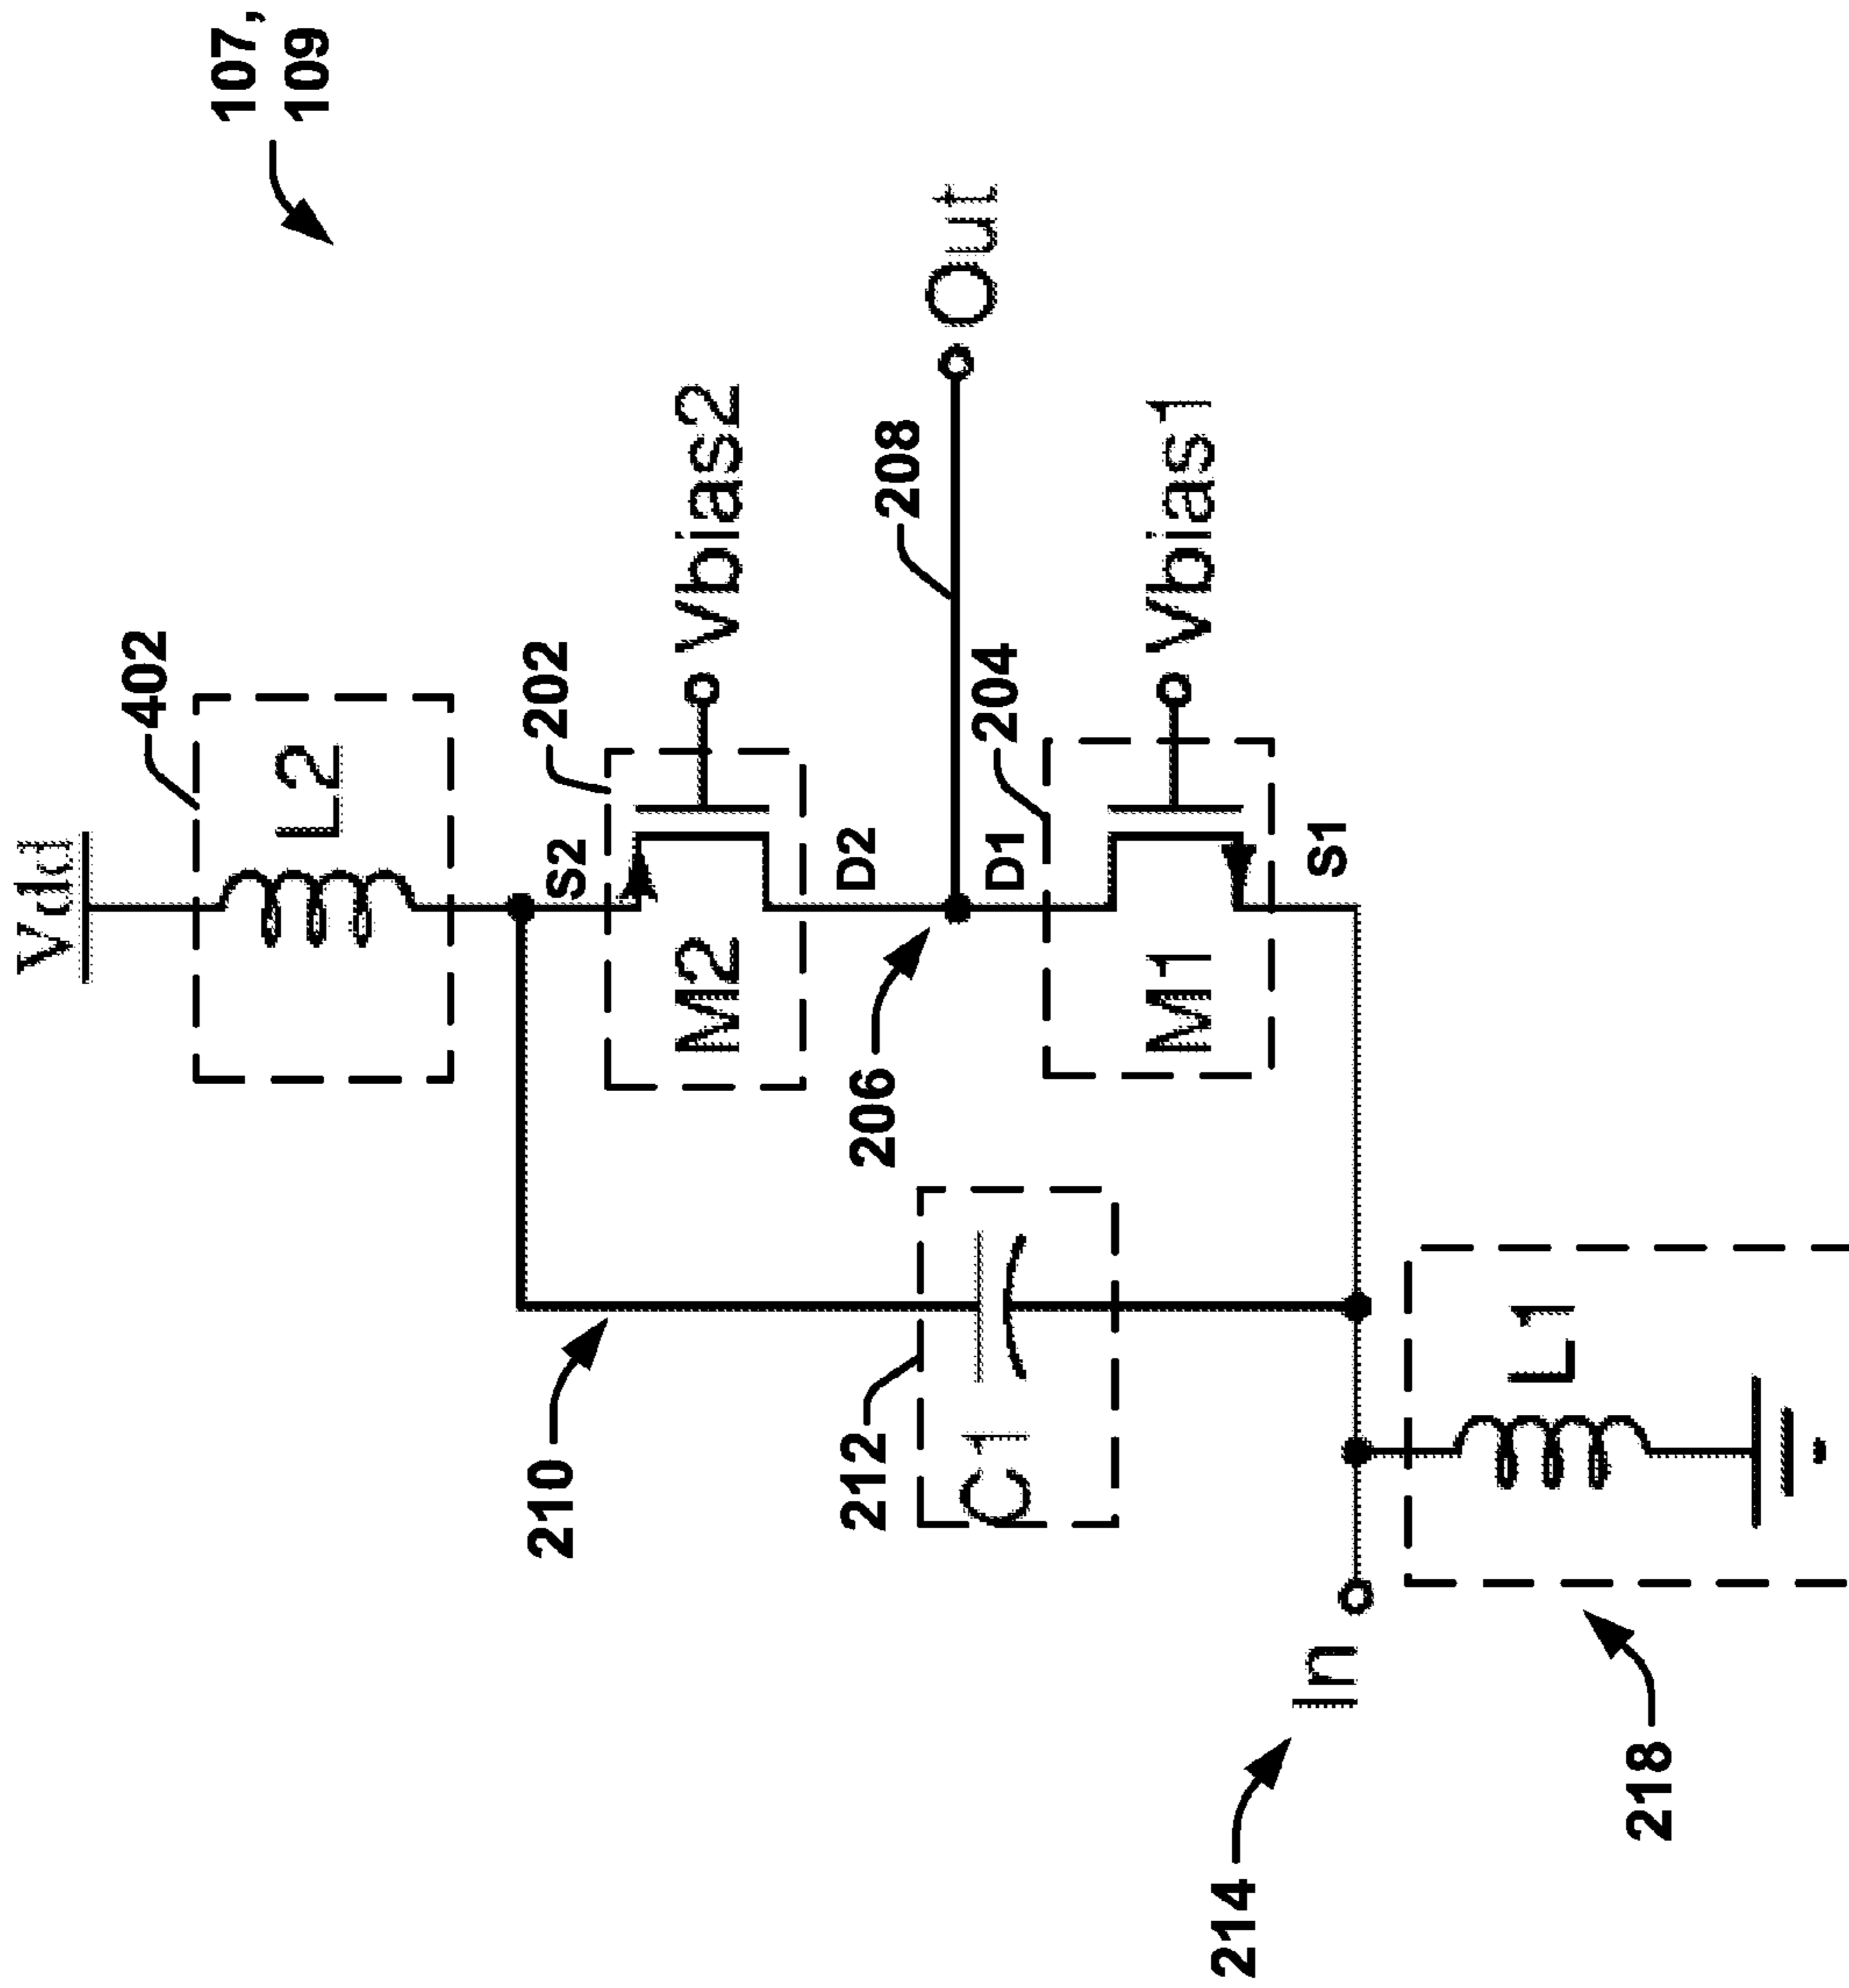 107,
109
Vdd
402
L2
202
S2
M2
Vbias2
D2
206
208
Out
D1
204
M1
Vbias1
S1
210
212
C1
In
214
L1
218